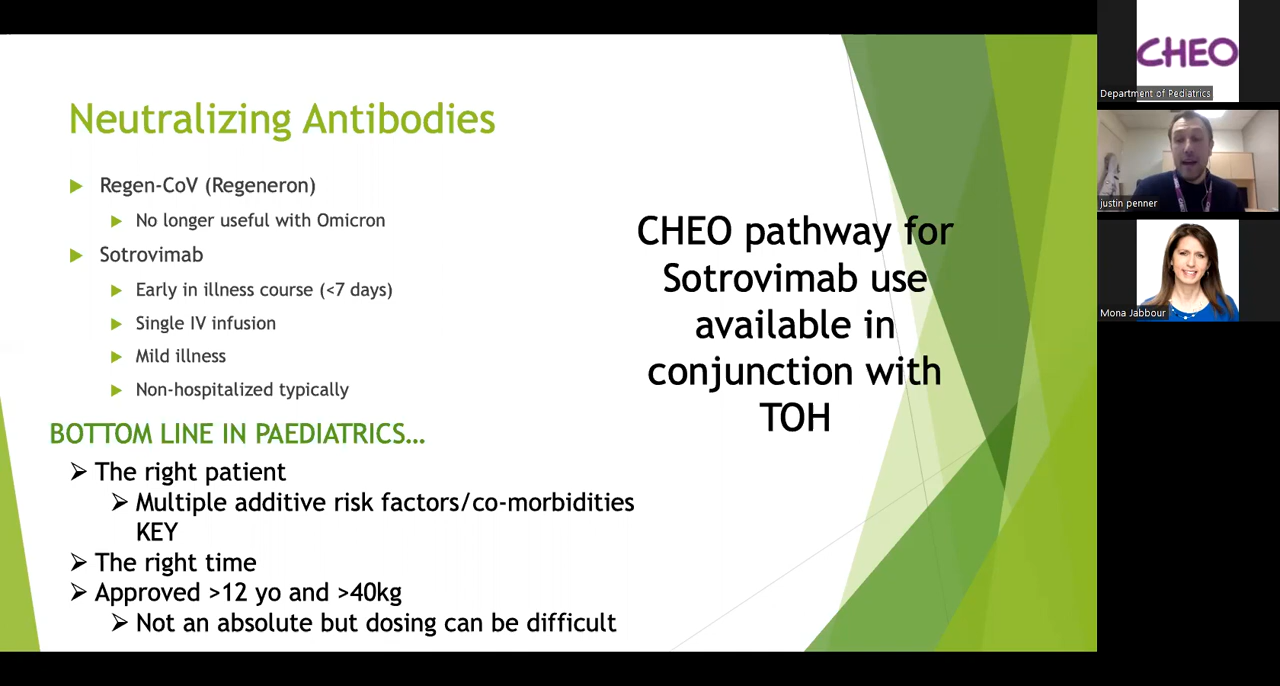 Neutralizing Antibodies
Regen-CoV (Regeneron)
No longer useful with Omicron
Sotrovimab
Early in illness course (<7 days)
Single IV infusion
Mild illness
Non-hospitalized typically
BOTTOM LINE IN PAEDIATRICS...
The right patient
Multiple additive risk factors/co-morbidities
KEY
The right time
Approved >12 yo and >40kg
Not an absolute but dosing can be difficult
CHEO pathway for
Sotrovimab use
available in
conjunction with
TOH
CHEO
Department of Pediatrics
justin penner
Mona Jabbour